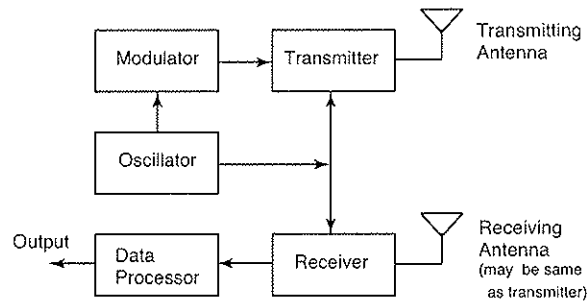 Modulator
Transmitter
Transmitting
Antenna
Oscillator
Output
Data
Processor
Receiver
Receiving
Antenna
(may be same
as transmitter)